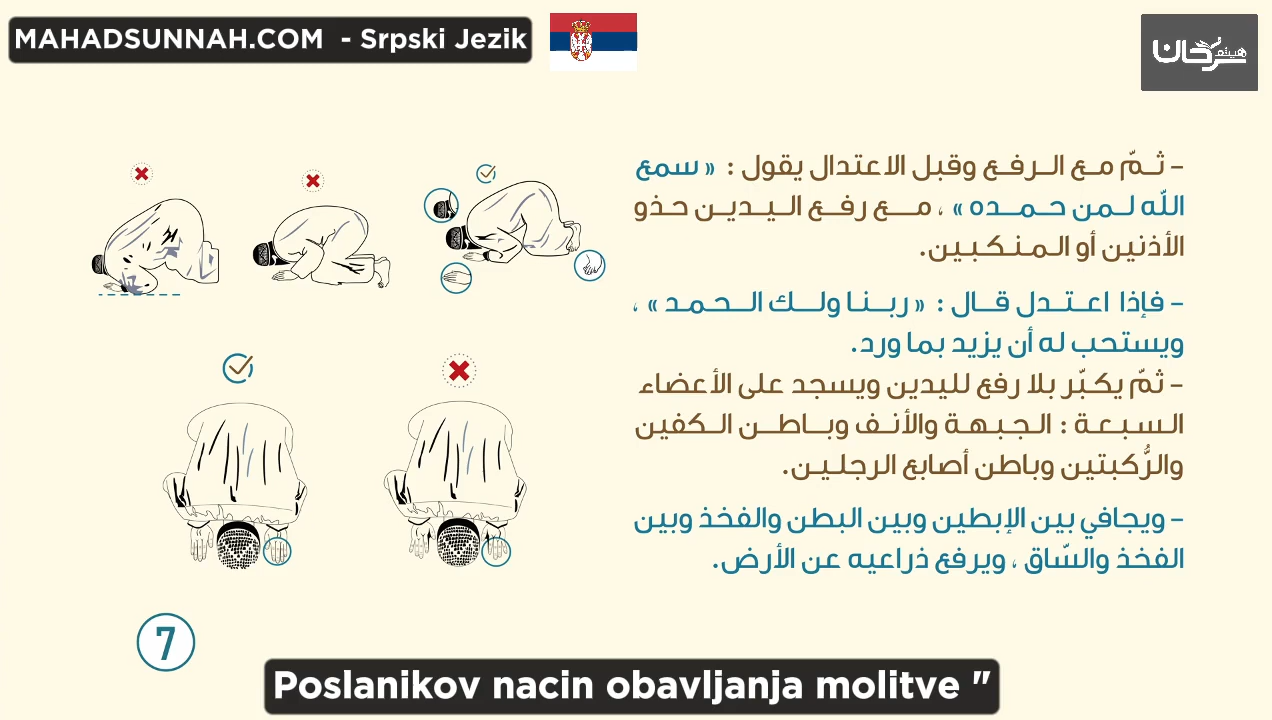 MAHADSUNNAH.COM - Srpski Jezik
هيثم
سرحان
– ثمّ مع الرفع وقبل الاعتدال يقول : « سمع
اللّه لمن حمده » ، مع رفع اليدين حذو
الأذنين أو المنكبين.
– فإذا اعتدل قال : « ربنا ولك الحمد » ،
ويستحب له أن يزيد بما ورد.
– ثمّ يكبّر بلا رفع لليدين ويسجد على الأعضاء
السبعة : الجبهة والأنف وباطن الكفين
والرُّكبتين وباطن أصابع الرجلين.
– ويجافي بين الإبطين وبين البطن والفخذ وبين
الفخذ والسّاق ، ويرفع ذراعيه عن الأرض.
7
Poslanikov nacin obavljanja molitve "